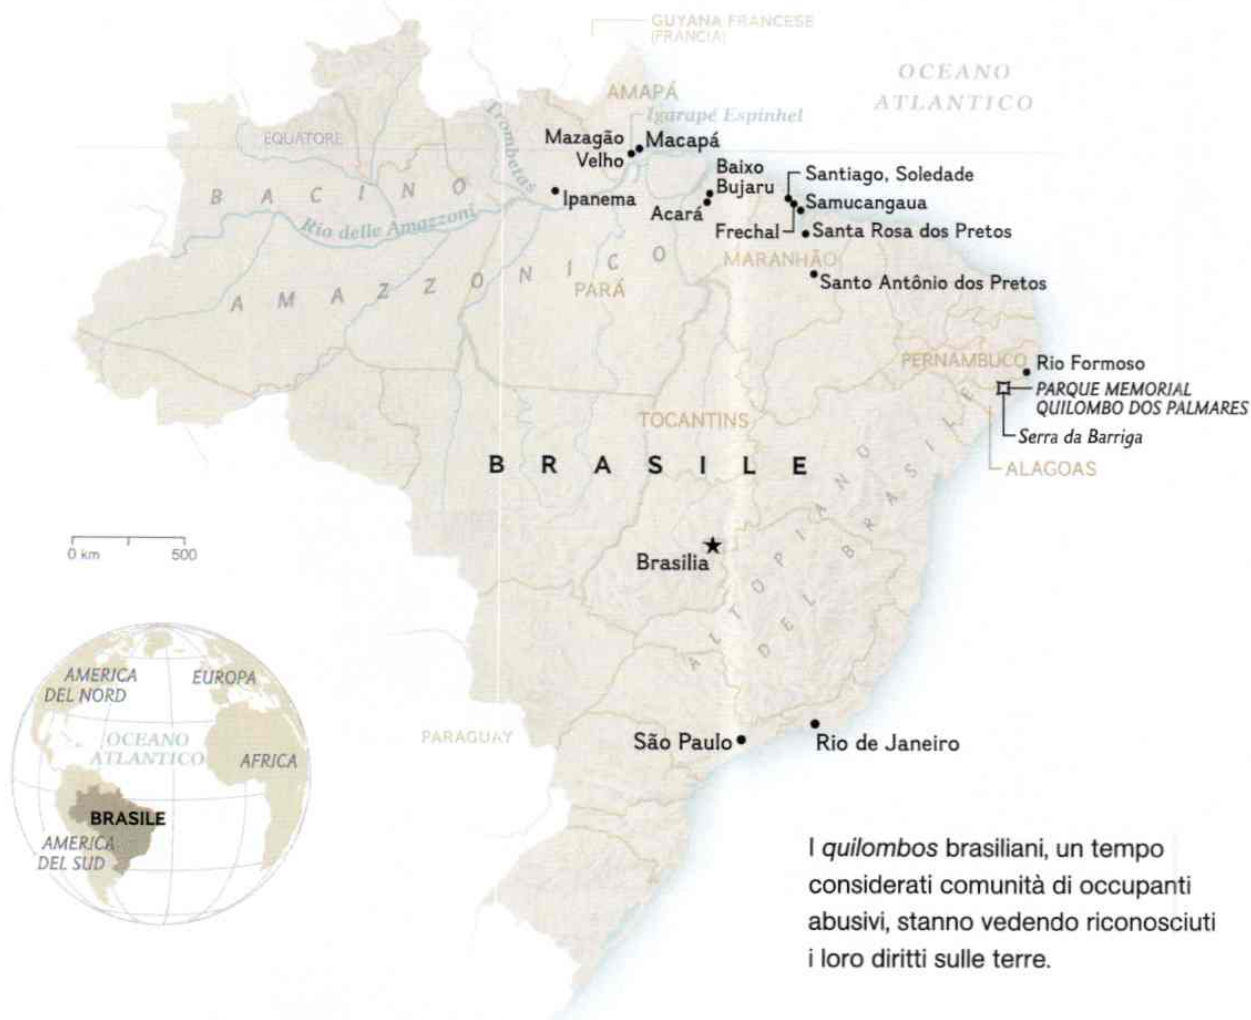 GUYANA FRANCESE
(FRANCIA)
OCEANO
ATLANTICO
AMAPÁ
Igarapé Espinhel
EQUATORE
Trombetas
Mazagão
Velho
Macapá
Baixo
Bujaru
Santiago, Soledade
BACINO
Ipanema
Acará
Samucangaua
Rio delle Amazzoni
Frechal
Santa Rosa dos Pretos
MARANHÃO
AMAZZONICO
PARÁ
Santo Antônio dos Pretos
PERNAMBUCO
Rio Formoso
PARQUE MEMORIAL
QUILOMBO DOS PALMARES
Serra da Barriga
TOCANTINS
BRASILE
ALAGOAS
ALTOPIANO
DEL BRASILE
Brasilia
0 km 500
AMERICA
DEL NORD
EUROPA
OCEANO
ATLANTICO
AFRICA
BRASILE
AMERICA
DEL SUD
PARAGUAY
São Paulo
Rio de Janeiro
I quilombos brasiliani, un tempo
considerati comunità di occupanti
abusivi, stanno vedendo riconosciuti
i loro diritti sulle terre.